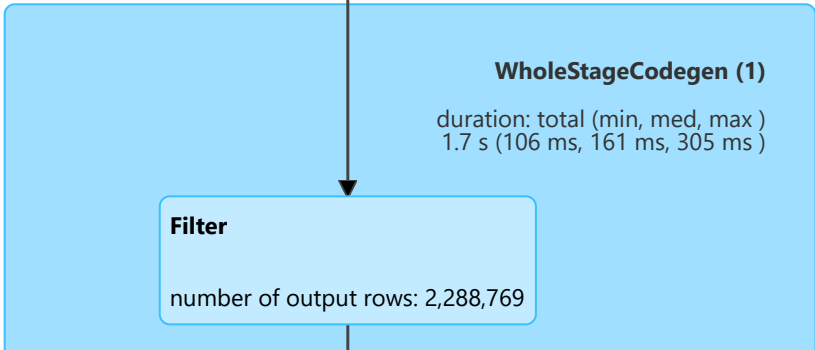 WholeStageCodegen (1)
duration: total (min, med, max )
1.7 s (106 ms, 161 ms, 305 ms )
Filter
number of output rows: 2,288,769